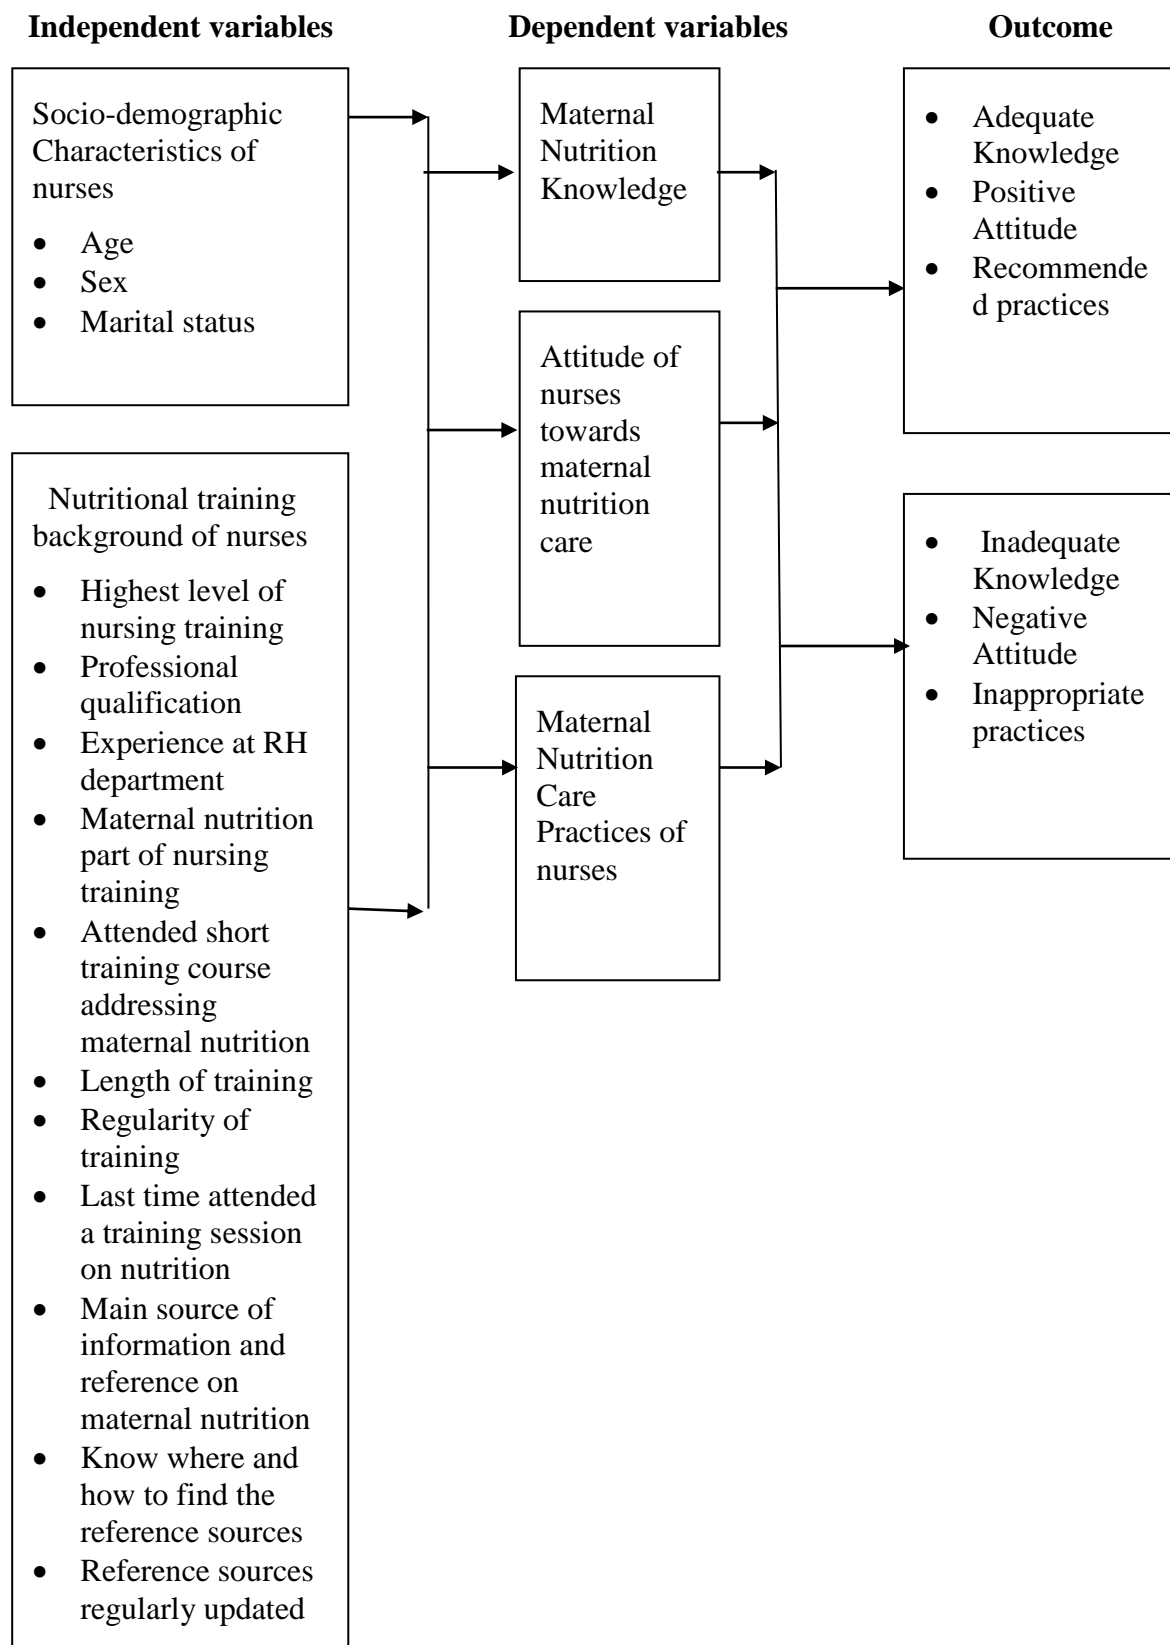 Independent variables
Dependent variables
Outcome
Socio-demographic
Characteristics of
nurses
• Age
• Sex
• Marital status
Nutritional training
background of nurses
• Highest level of
nursing training
• Professional
qualification
• Experience at RH
department
• Maternal nutrition
part of nursing
training
• Attended short
training course
addressing
maternal nutrition
• Length of training
• Regularity of
training
• Last time attended
a training session
on nutrition
• Main source of
information and
reference on
maternal nutrition
• Know where and
how to find the
reference sources
• Reference sources
regularly updated
Maternal
Nutrition
Knowledge
Attitude of
nurses
towards
maternal
nutrition
care
Maternal
Nutrition
Care
Practices of
nurses
• Adequate
Knowledge
• Positive
Attitude
• Recommende
d practices
• Inadequate
Knowledge
• Negative
Attitude
• Inappropriate
practices